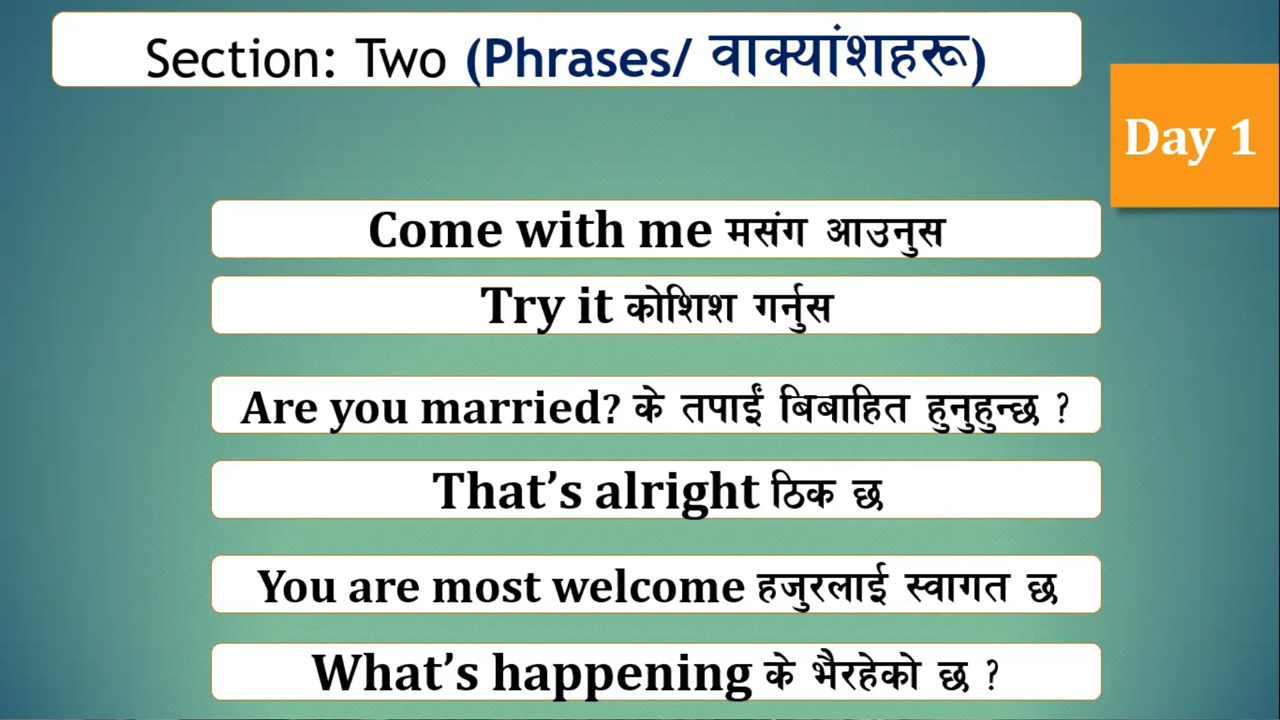 Section: Two (Phrases/ वाक्यांशहरू)
Day 1
Come with me मसंग आउनुस
Try it कोशिश गर्नुस
Are you married? के तपाईं बिबाहित हुनुहुन्छ ?
That’s alright ठिक छ
You are most welcome हजुरलाई स्वागत छ
What’s happening के भैरहेको छ ?